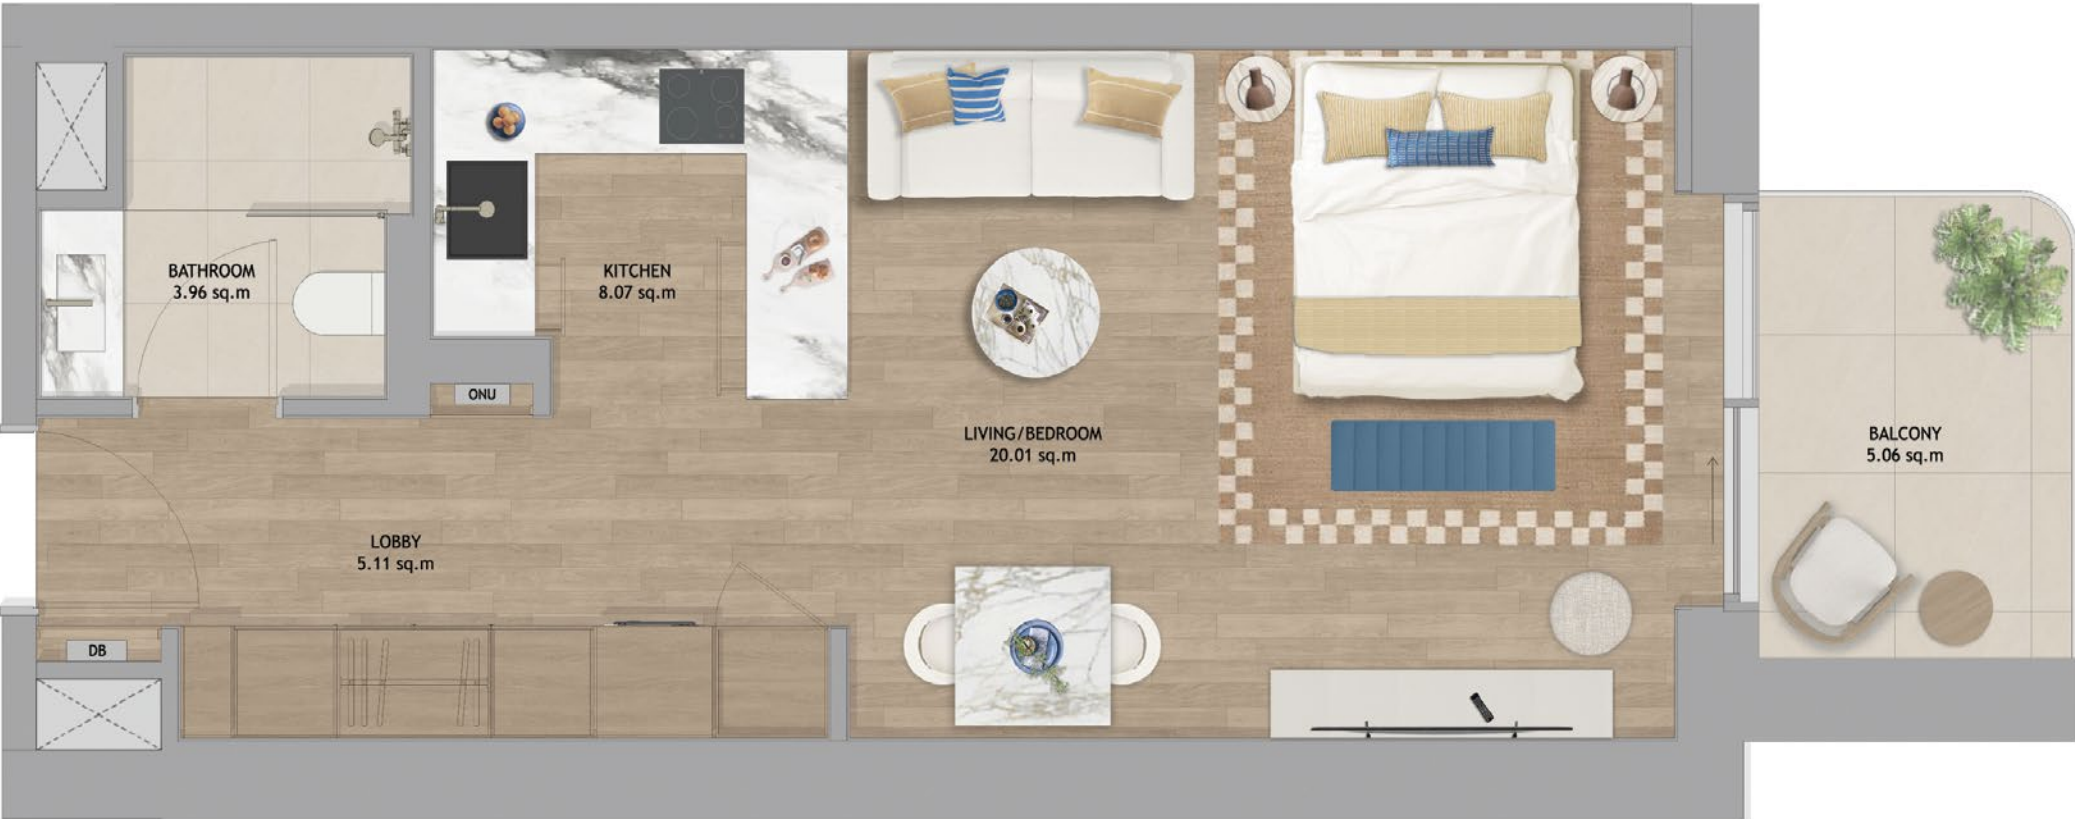 BATHROOM
3.96 sq.m
KITCHEN
8.07 sq.m
ONU
LIVING/BEDROOM
20.01 sq.m
BALCONY
5.06 sq.m
LOBBY
5.11 sq.m
DB